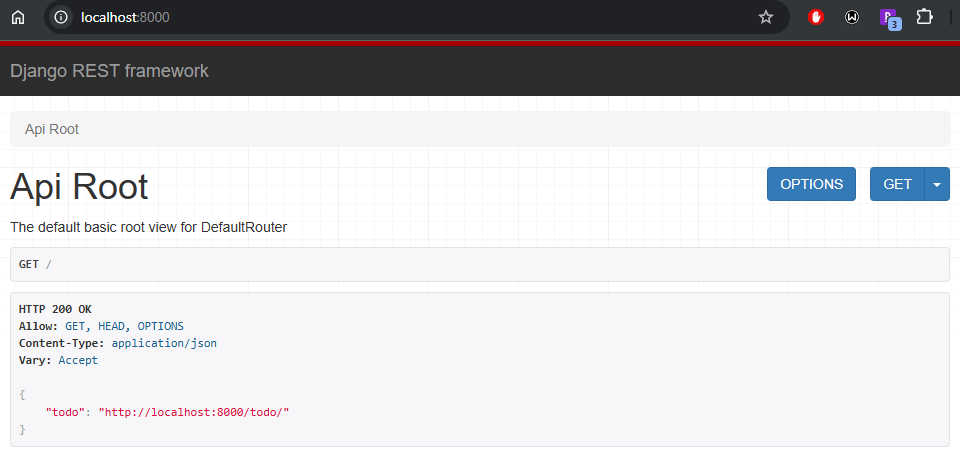 localhost:8000
3
Django REST framework
Api Root
Api Root
OPTIONS
GET
The default basic root view for DefaultRouter
GET /
HTTP 200 OK
Allow: GET, HEAD, OPTIONS
Content-Type: application/json
Vary: Accept
{
    "todo": "http://localhost:8000/todo/"
}